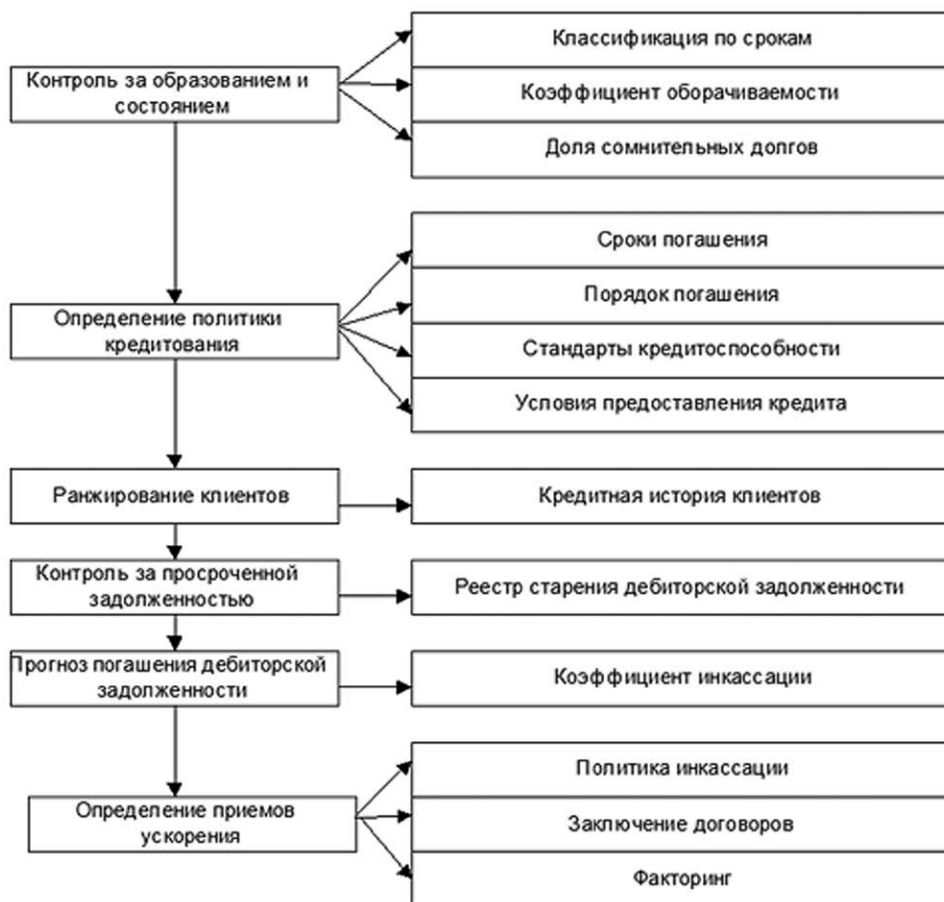 Контроль за образованием и
состоянием
Классификация по срокам
Коэффициент оборачиваемости
Доля сомнительных долгов
Определение политики
кредитования
Сроки погашения
Порядок погашения
Стандарты кредитоспособности
Условия предоставления кредита
Ранжирование клиентов
Кредитная история клиентов
Контроль за просроченной
задолженностью
Реестр старения дебиторской задолженности
Прогноз погашения дебиторской
задолженности
Коэффициент инкассации
Определение приемов
ускорения
Политика инкассации
Заключение договоров
Факторинг